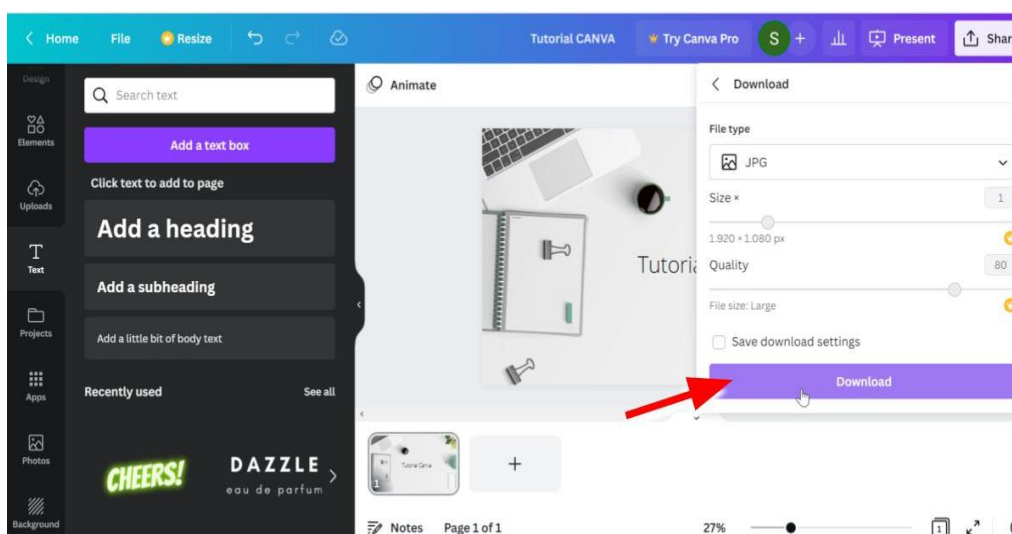 Home File Resize Tutorial CANVA Try Canva Pro S + Present Shar
Design
Elements
Uploads
Text
Projects
Apps
Photos
Background
Search text
Add a text box
Click text to add to page
Add a heading
Add a subheading
Add a little bit of body text
Recently used See all
CHEERS!
DAZZLE
eau de parfum
Animate
Tutoria
Download
File type
JPG
Size × 1
1.920 × 1.080 px
Quality 80
File size: Large
Save download settings
Download
Tutorial Canva
1
+
Notes Page 1 of 1 27% 1